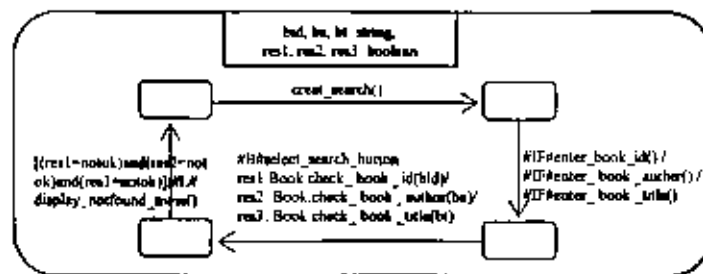 bid, ba, bt string,
res1, res2, res3 boolean
creat_search()
[(res1=notok)and(res2=not
ok)and(res3=notok)]
display_notfound_error()
#IF#select_search_button
res1 Book.check_book_id(bid)/
res2. Book.check_book_author(ba)/
res3. Book.check_book_title(bt)
#IF#enter_book_id() /
#IF#enter_book_author() /
#IF#enter_book_title()